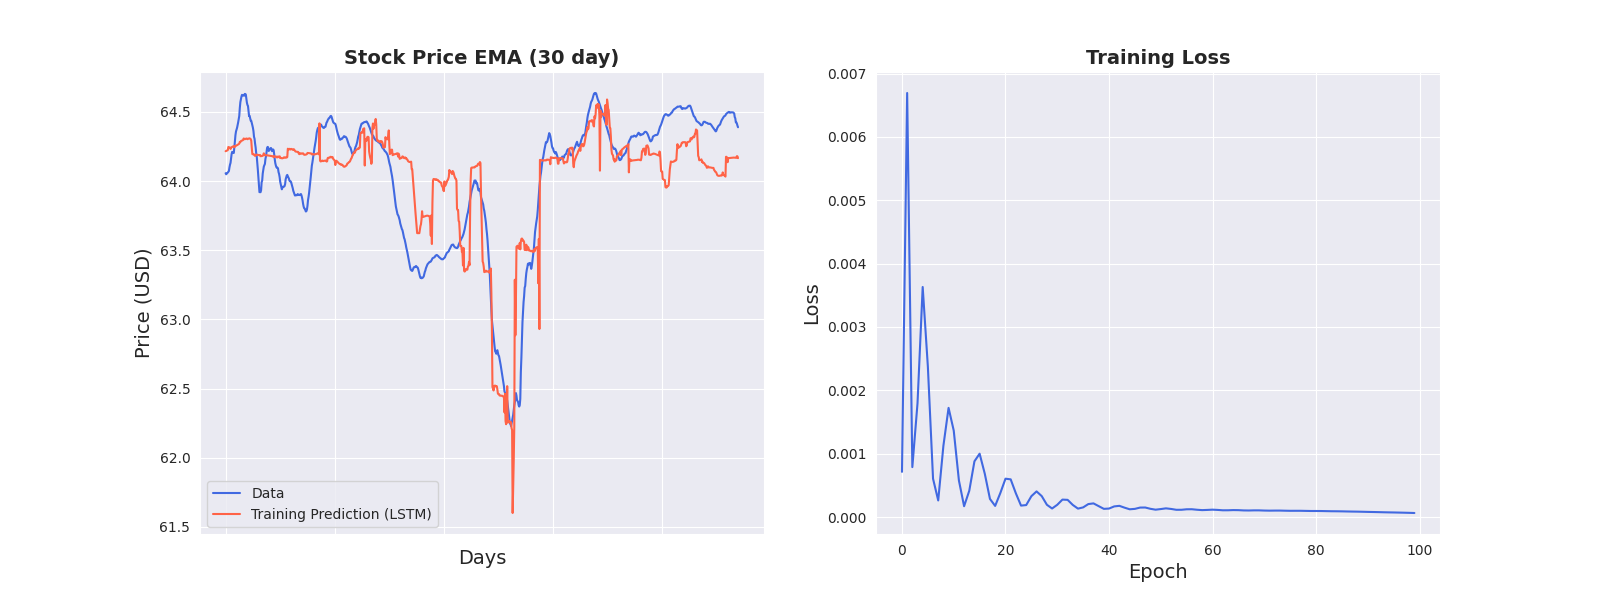 Stock Price EMA (30 day)
Price (USD)
64.5
64.0
63.5
63.0
62.5
62.0
61.5
Data
Training Prediction (LSTM)
Days
Training Loss
Loss
0.007
0.006
0.005
0.004
0.003
0.002
0.001
0.000
0 20 40 60 80 100
Epoch